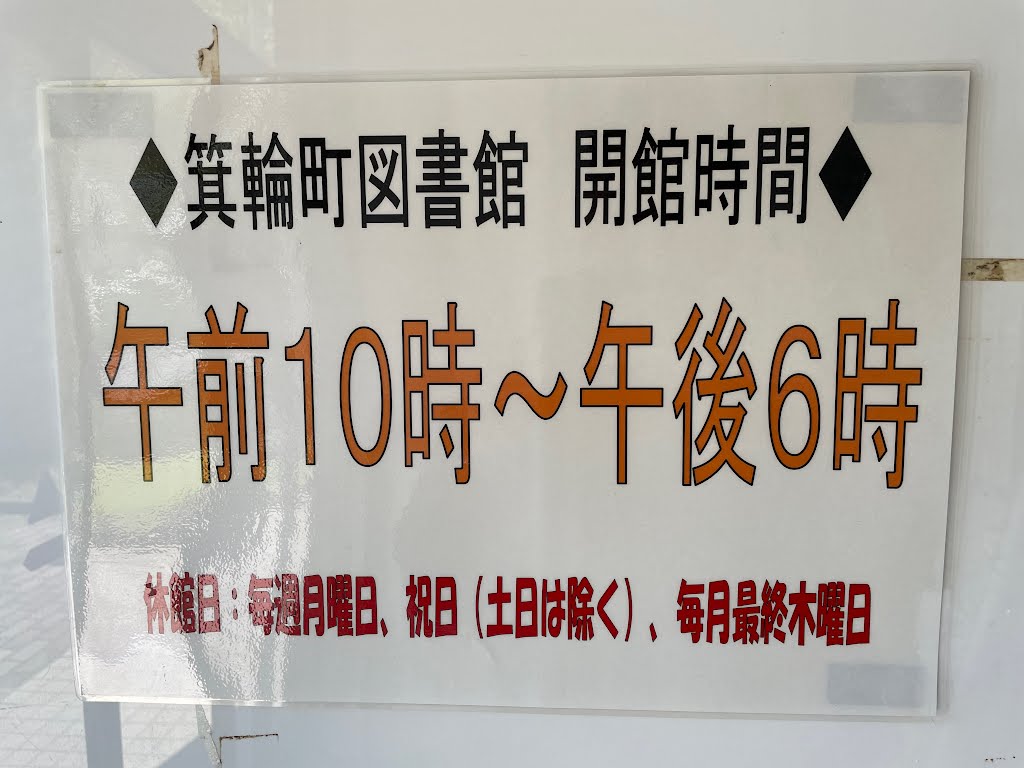 ◆箕輪町図書館 開館時間◆
午前10時～午後6時
休館日：毎週月曜日、祝日（土日は除く）、毎月最終木曜日